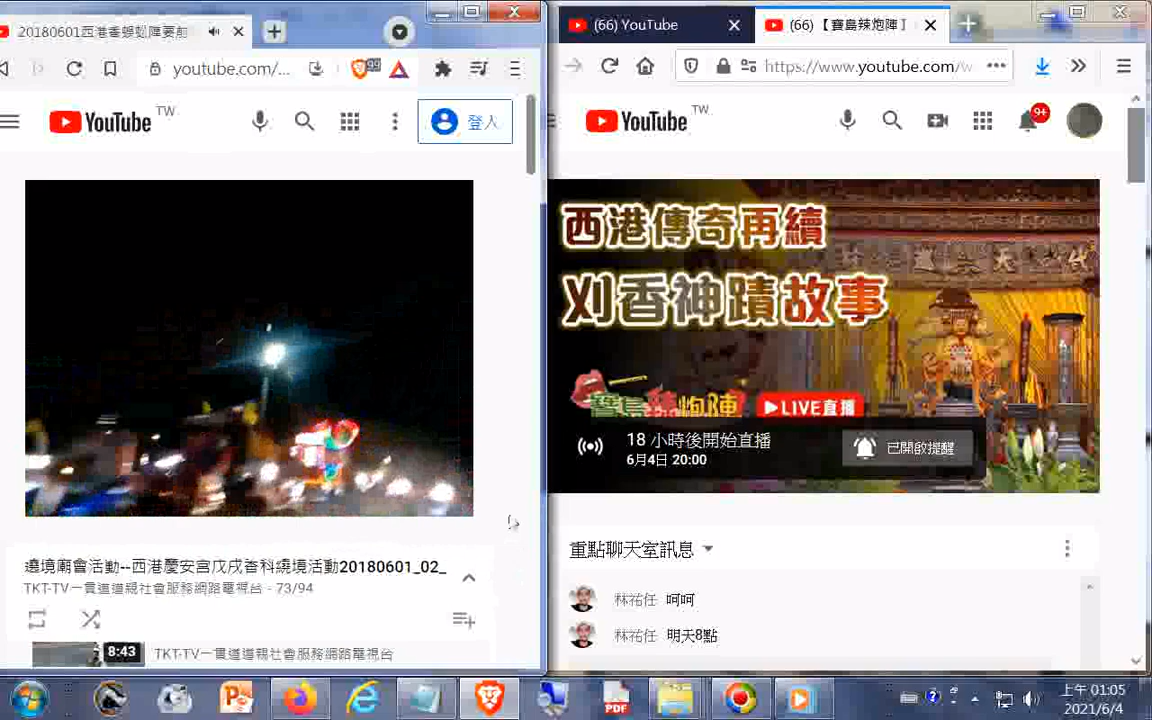 20180601西港香
youtube.com/...
99
YouTube TW
登入
遶境廟會活動--西港慶安宮戊戌香科繞境活動20180601_02_
TKT-TV一貫道道親社會服務網路電視台 - 73/94
8:43
TKT-TV一貫道道親社會服務網路電視台
(66) YouTube
(66) 【寶島辣炮陣】
https://www.youtube.com/w
YouTube TW
9+
西港傳奇再續
刈香神蹟故事
寶島辣炮陣
LIVE直播
18 小時後開始直播
6月4日 20:00
已開啟提醒
重點聊天室訊息
林祐任 呵呵
林祐任 明天8點
PDF
上午 01:05
2021/6/4